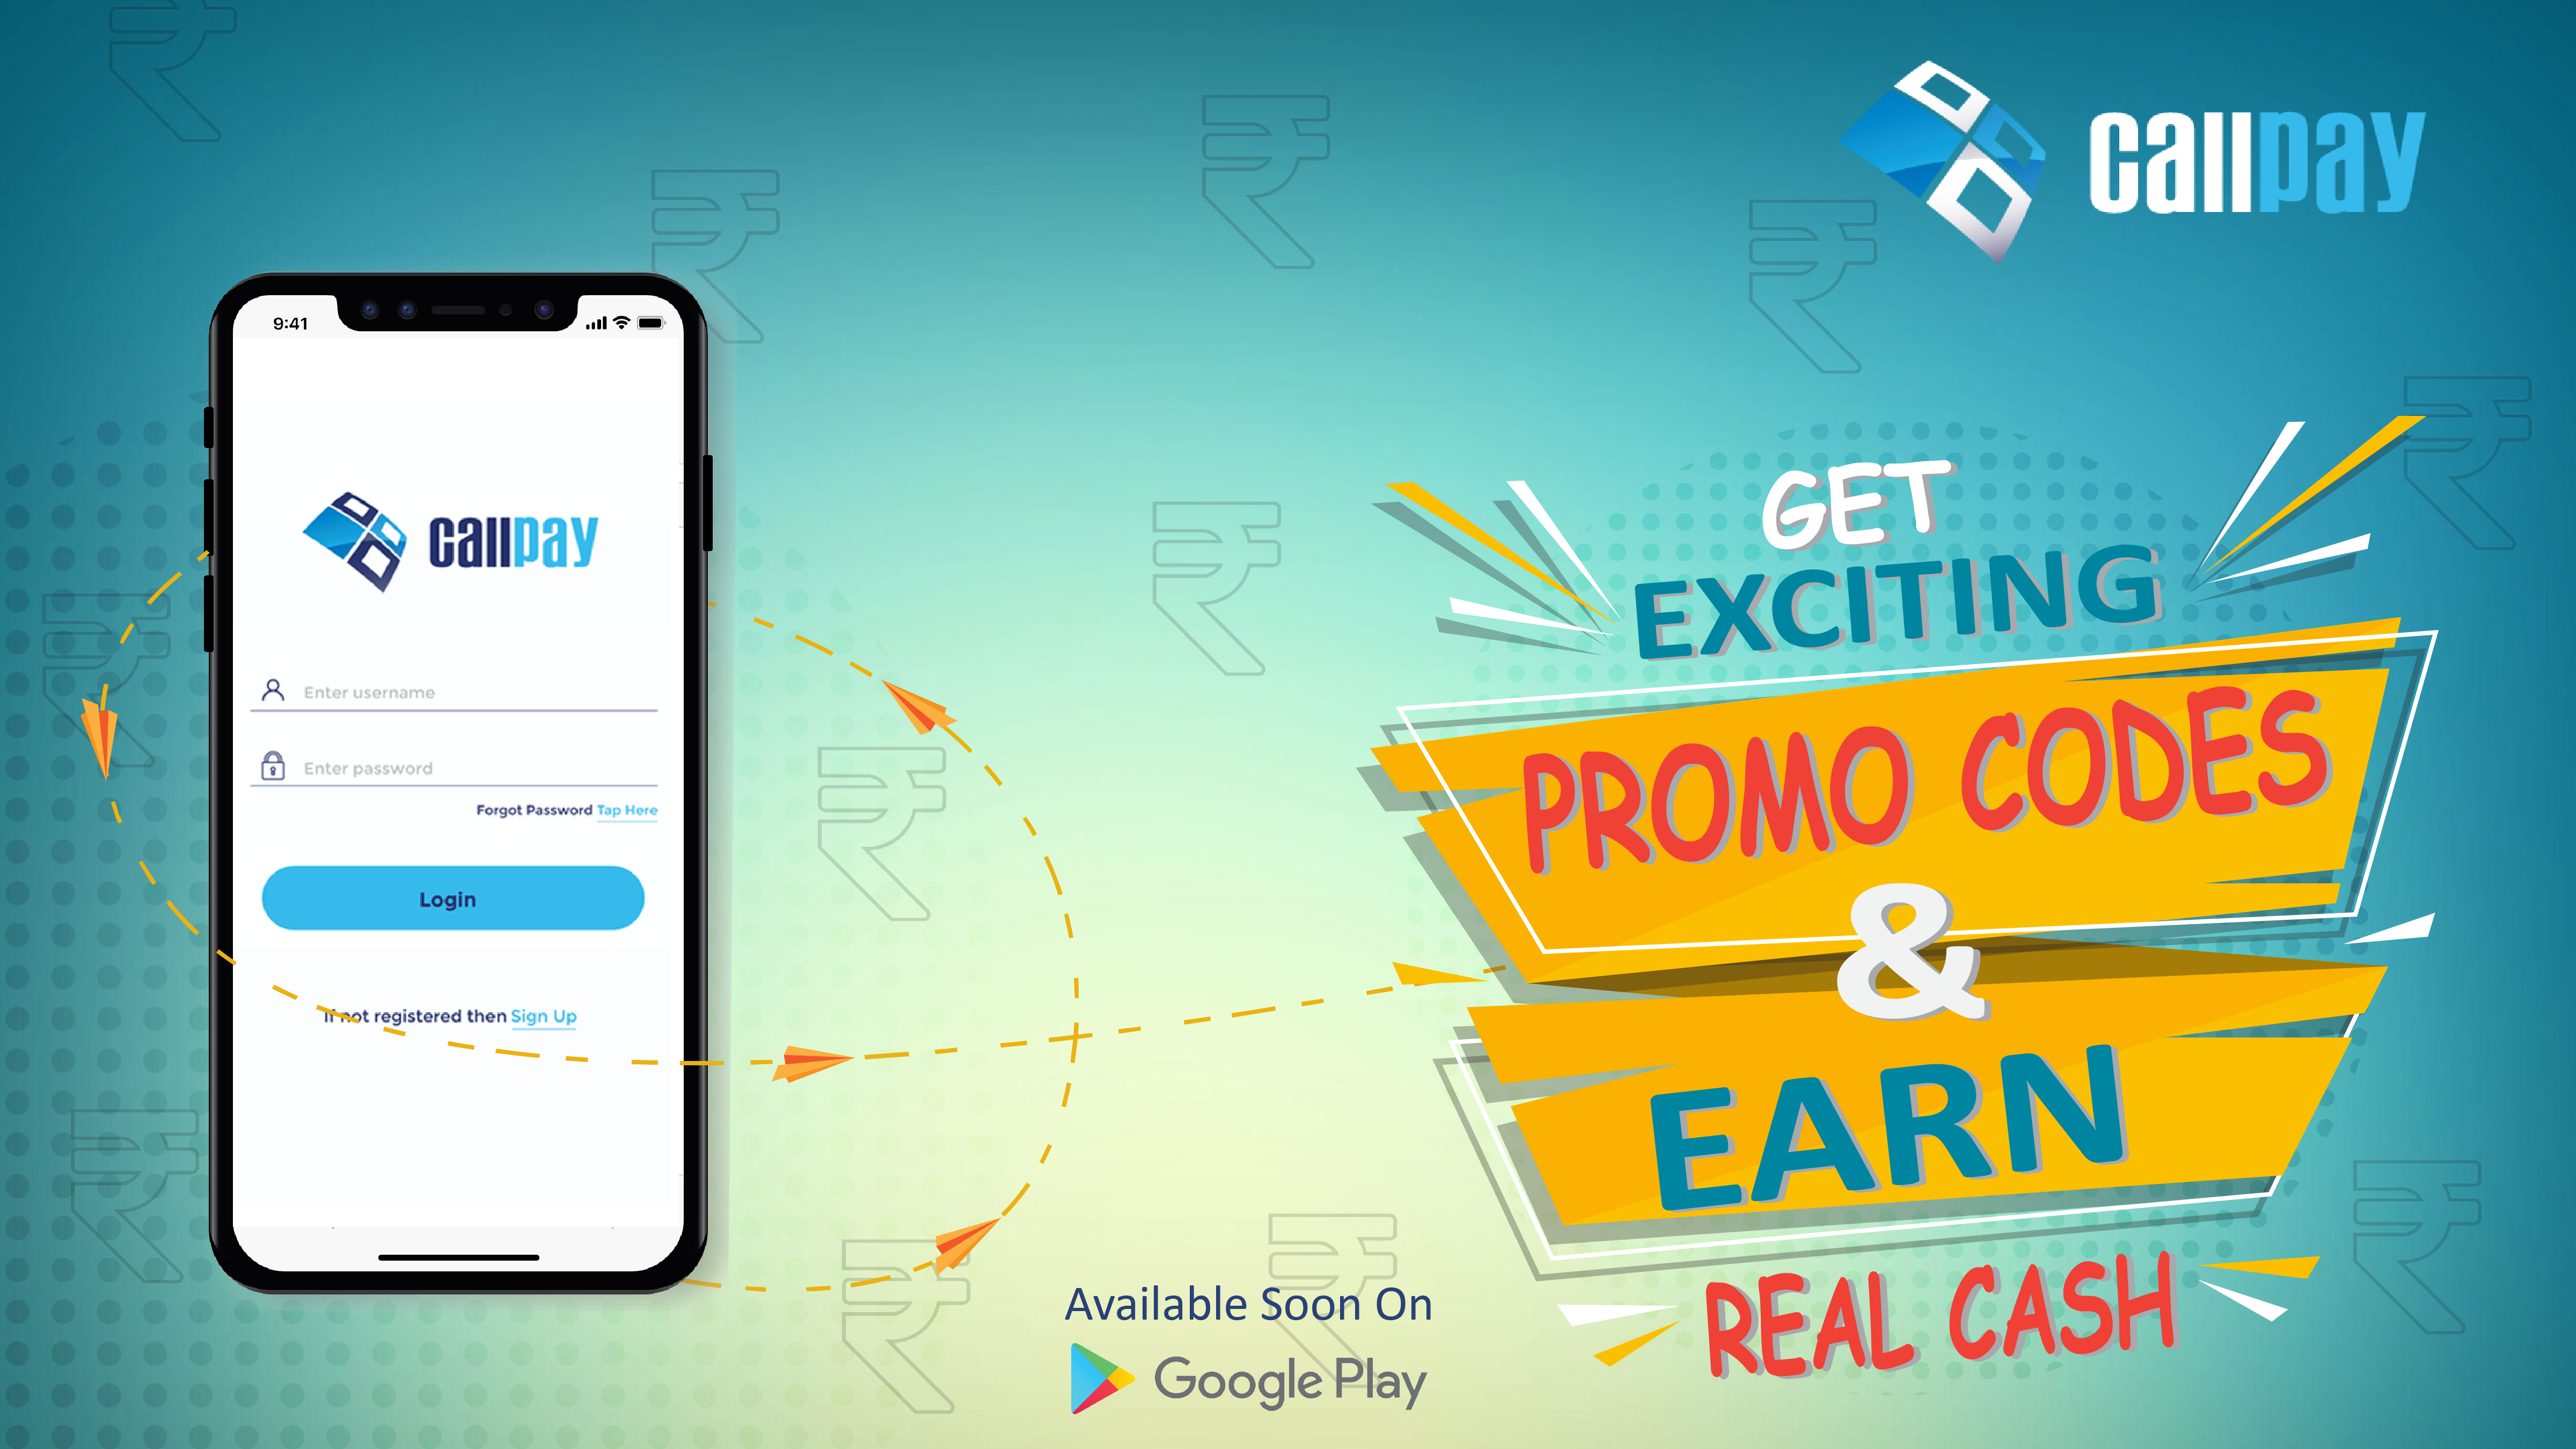 callpay
9:41
callpay
Enter username
Enter password
Forgot Password Tap Here
Login
If not registered then Sign Up
GET
EXCITING
PROMO CODES
&
EARN
REAL CASH
Available Soon On
Google Play